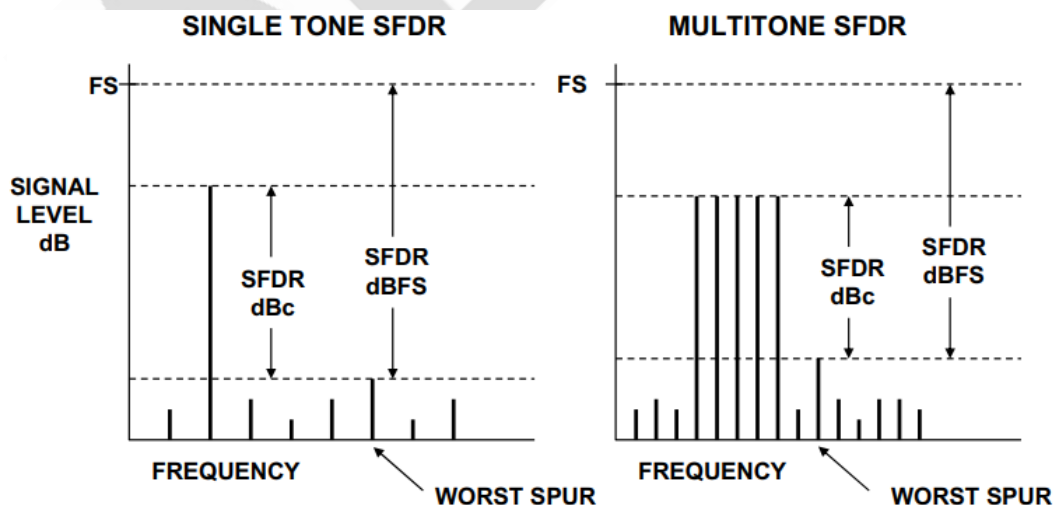 SINGLE TONE SFDR
FS
SIGNAL
LEVEL
dB
SFDR
dBc
SFDR
dBFS
FREQUENCY
WORST SPUR
MULTITONE SFDR
FS
SFDR
dBc
SFDR
dBFS
FREQUENCY
WORST SPUR